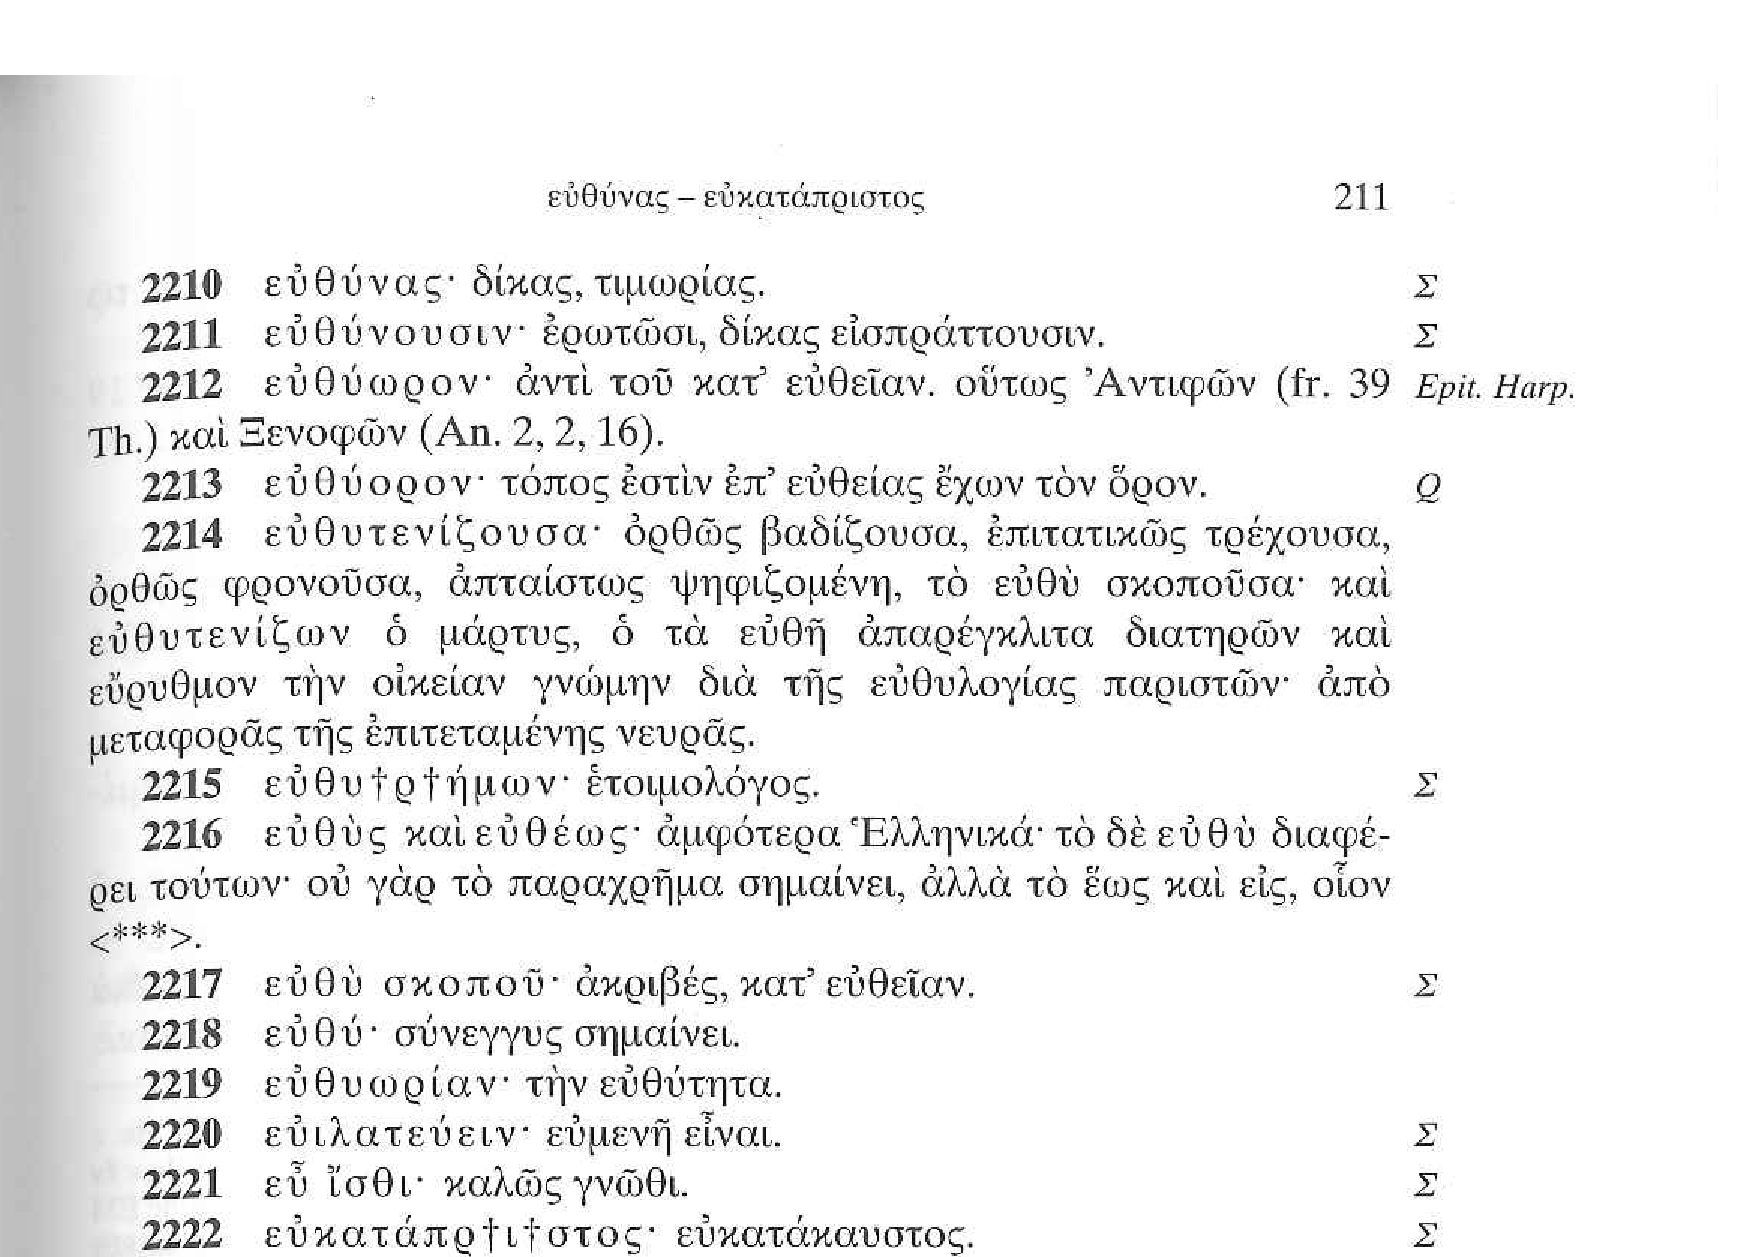 εὐθύνας – εὐκατάπριστος 211
2210 εὐθύνας· δίκας, τιμωρίας. Σ
2211 εὐθύνουσιν· ἐρωτῶσι, δίκας εἰσπράττουσιν. Σ
2212 εὐθύωρον· ἀντὶ τοῦ κατ’ εὐθεῖαν. οὕτως Ἀντιφῶν (fr. 39 Epit. Harp.
Th.) καὶ Ξενοφῶν (An. 2, 2, 16).
2213 εὐθύορον· τόπος ἐστὶν ἐπ’ εὐθείας ἔχων τὸν ὅρον. Q
2214 εὐθυτενίζουσα· ὀρθῶς βαδίζουσα, ἐπιτατικῶς τρέχουσα,
ὀρθῶς φρονοῦσα, ἀπταίστως ψηφιζομένη, τὸ εὐθὺ σκοποῦσα· καὶ
εὐθυτενίζων ὁ μάρτυς, ὁ τὰ εὐθῆ ἀπαρέγκλιτα διατηρῶν καὶ
εὔρυθμον τὴν οἰκείαν γνώμην διὰ τῆς εὐθυλογίας παριστῶν· ἀπὸ
μεταφορᾶς τῆς ἐπιτεταμένης νευρᾶς.
2215 εὐθυ†ρ†ήμων· ἑτοιμολόγος. Σ
2216 εὐθὺς καὶ εὐθέως· ἀμφότερα Ἑλληνικά· τὸ δὲ εὐθὺ διαφέ-
ρει τούτων· οὐ γὰρ τὸ παραχρῆμα σημαίνει, ἀλλὰ τὸ ἕως καὶ εἰς, οἷον
<***>.
2217 εὐθὺ σκοποῦ· ἀκριβές, κατ’ εὐθεῖαν. Σ
2218 εὐθύ· σύνεγγυς σημαίνει.
2219 εὐθυωρίαν· τὴν εὐθύτητα.
2220 εὐιλατεύειν· εὐμενῆ εἶναι. Σ
2221 εὖ ἴσθι· καλῶς γνῶθι. Σ
2222 εὐκατάπρ†ι†στος· εὐκατάκαυστος. Σ